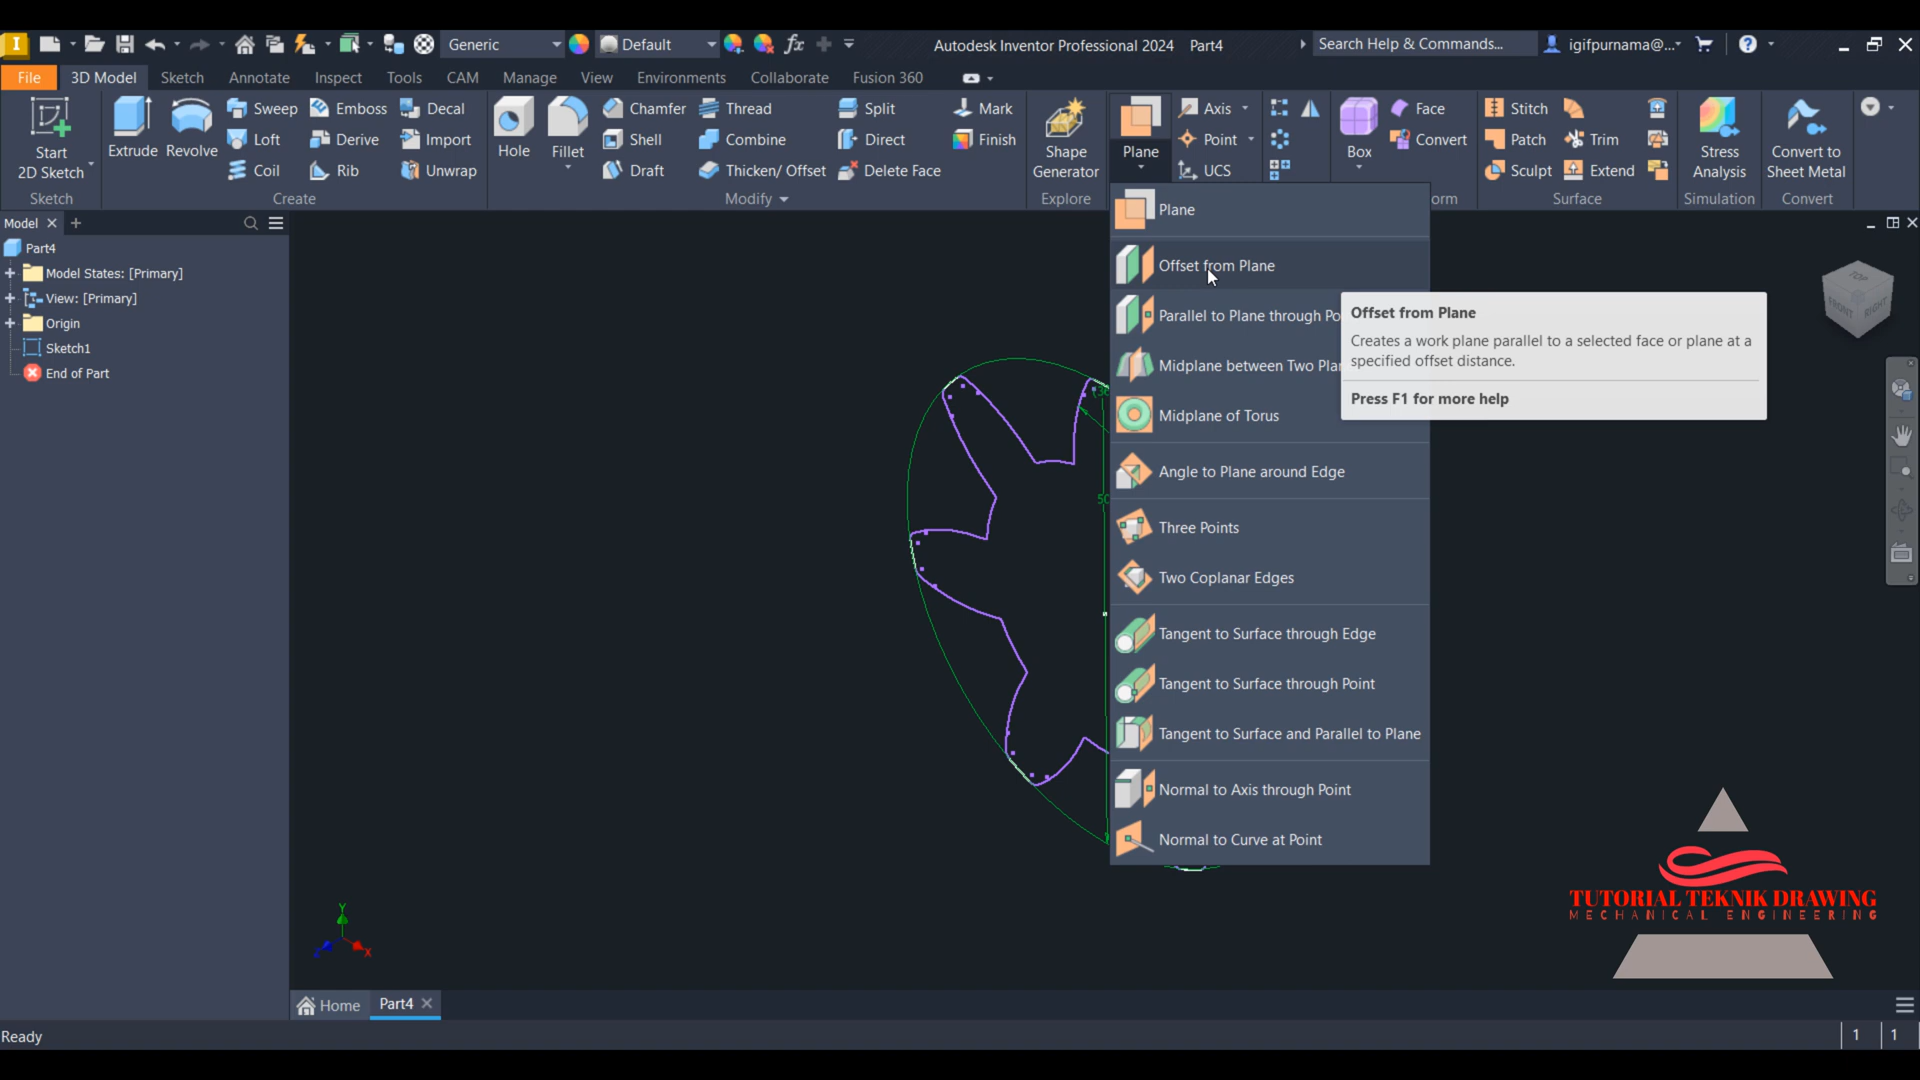 Generic
Default
Autodesk Inventor Professional 2024 Part4
Search Help & Commands...
igifpurnama@...
File
3D Model
Sketch
Annotate
Inspect
Tools
CAM
Manage
View
Environments
Collaborate
Fusion 360
Start
2D Sketch
Sketch
Extrude
Revolve
Sweep
Loft
Coil
Emboss
Derive
Rib
Decal
Import
Unwrap
Create
Hole
Fillet
Chamfer
Shell
Draft
Thread
Combine
Thicken/ Offset
Split
Direct
Delete Face
Mark
Finish
Modify
Shape
Generator
Explore
Plane
Axis
Point
UCS
Box
Face
Convert
orm
Stitch
Patch
Sculpt
Trim
Extend
Surface
Stress
Analysis
Simulation
Convert to
Sheet Metal
Convert
Model
Part4
Model States: [Primary]
View: [Primary]
Origin
Sketch1
End of Part
Plane
Offset from Plane
Parallel to Plane through Po
Midplane between Two Plan
Midplane of Torus
Angle to Plane around Edge
Three Points
Two Coplanar Edges
Tangent to Surface through Edge
Tangent to Surface through Point
Tangent to Surface and Parallel to Plane
Normal to Axis through Point
Normal to Curve at Point
Offset from Plane
Creates a work plane parallel to a selected face or plane at a
specified offset distance.
Press F1 for more help
TOP
FRONT
RIGHT
50
Y
X
TUTORIAL TEKNIK DRAWING
MECHANICAL ENGINEERING
Home
Part4
Ready
1
1